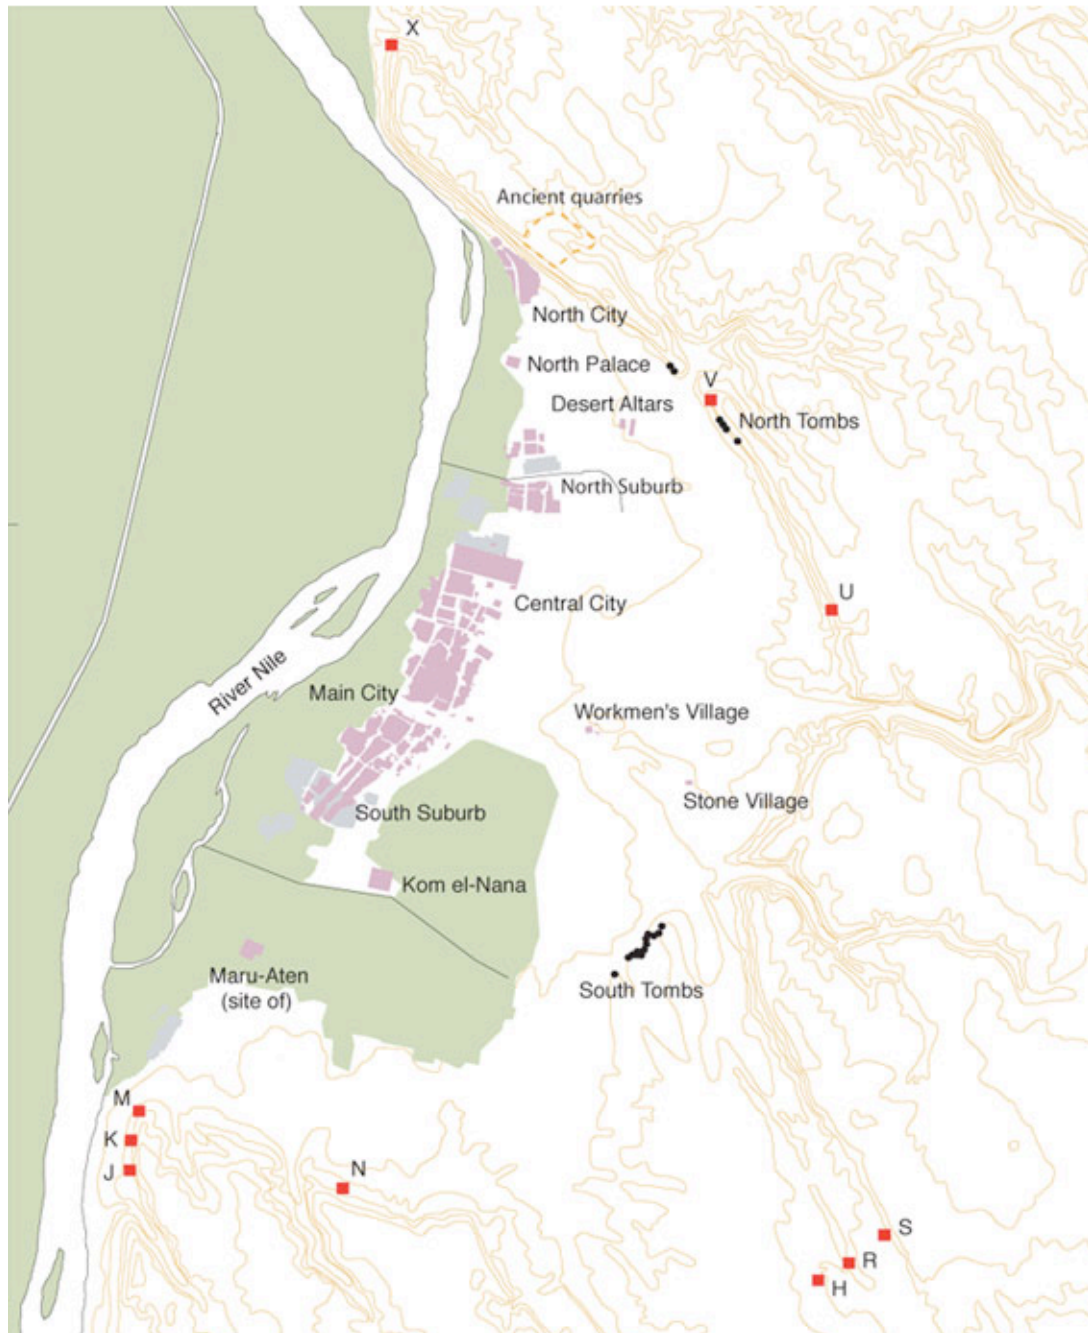 X
Ancient quarries
North City
North Palace
V
Desert Altars
North Tombs
North Suburb
U
Central City
River Nile
Main City
Workmen's Village
Stone Village
South Suburb
Kom el-Nana
Maru-Aten
(site of)
South Tombs
M
K
J
N
S
R
H